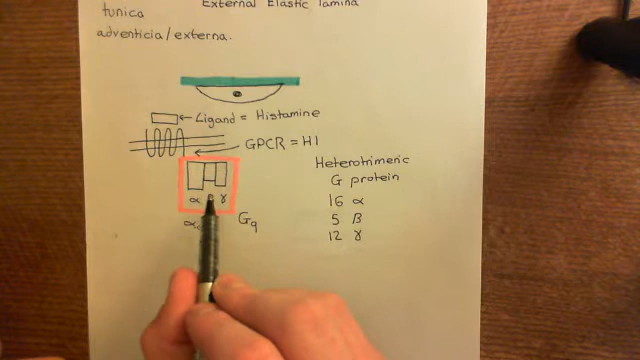 External Elastic lamina
tunica
adventicia/externa.
Ligand = Histamine
GPCR = H1
Heterotrimeric
G protein
16 α
5 β
12 γ
α γ
α Gq